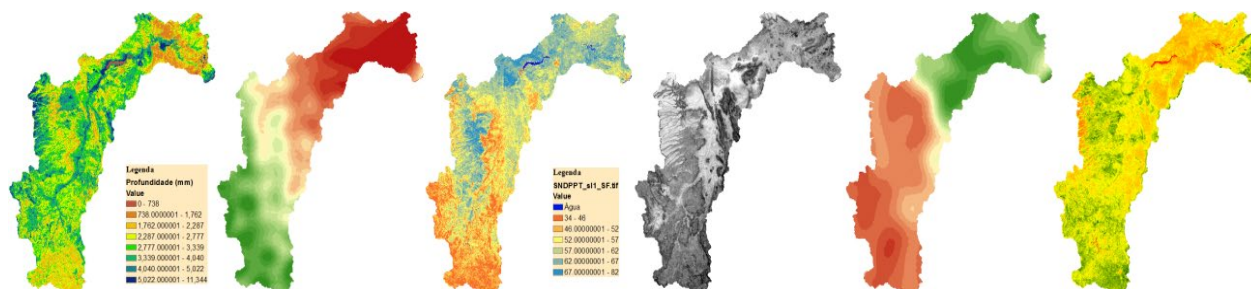 Legenda
Profundidade (mm)
Value
0 - 738
738.0000001 - 1,762
1,762.000001 - 2,287
2,287.000001 - 2,777
2,777.000001 - 3,339
3,339.000001 - 4,040
4,040.000001 - 5,022
5,022.000001 - 11,344
Legenda
SNDPPT_sl1_SF.tif
Value
Água
34 - 46
46.00000001 - 52
52.00000001 - 57
57.00000001 - 62
62.00000001 - 67
67.00000001 - 82